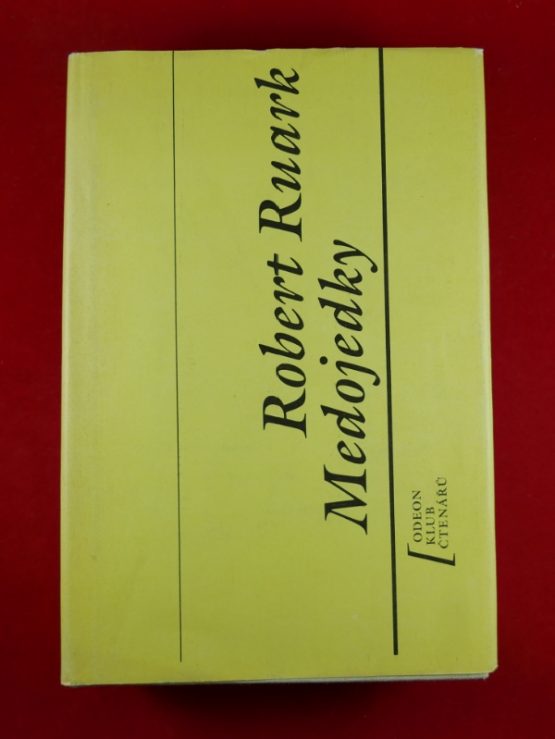 Robert Ruark
Medojedky
ODEON
KLUB
ČTENÁŘŮ